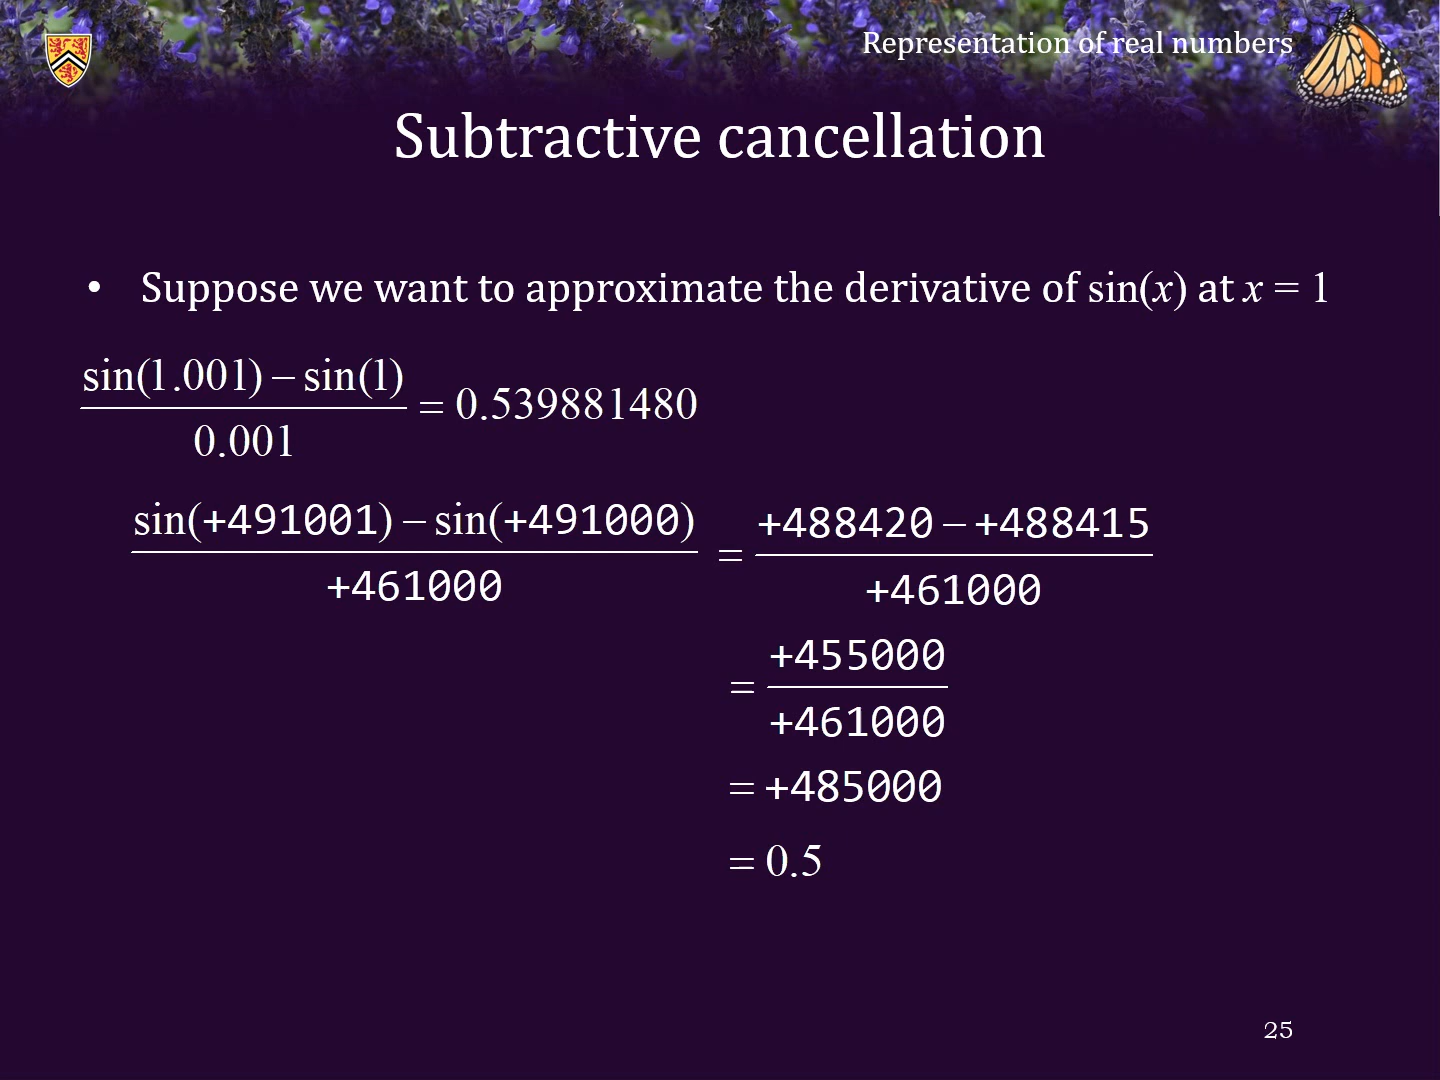 Representation of real numbers
Subtractive cancellation
• Suppose we want to approximate the derivative of sin(x) at x = 1
sin(1.001) – sin(1)
0.001
= 0.539881480
sin(+491001) – sin(+491000)
+461000
= +488420 – +488415
+461000
= +455000
+461000
= +485000
= 0.5
25